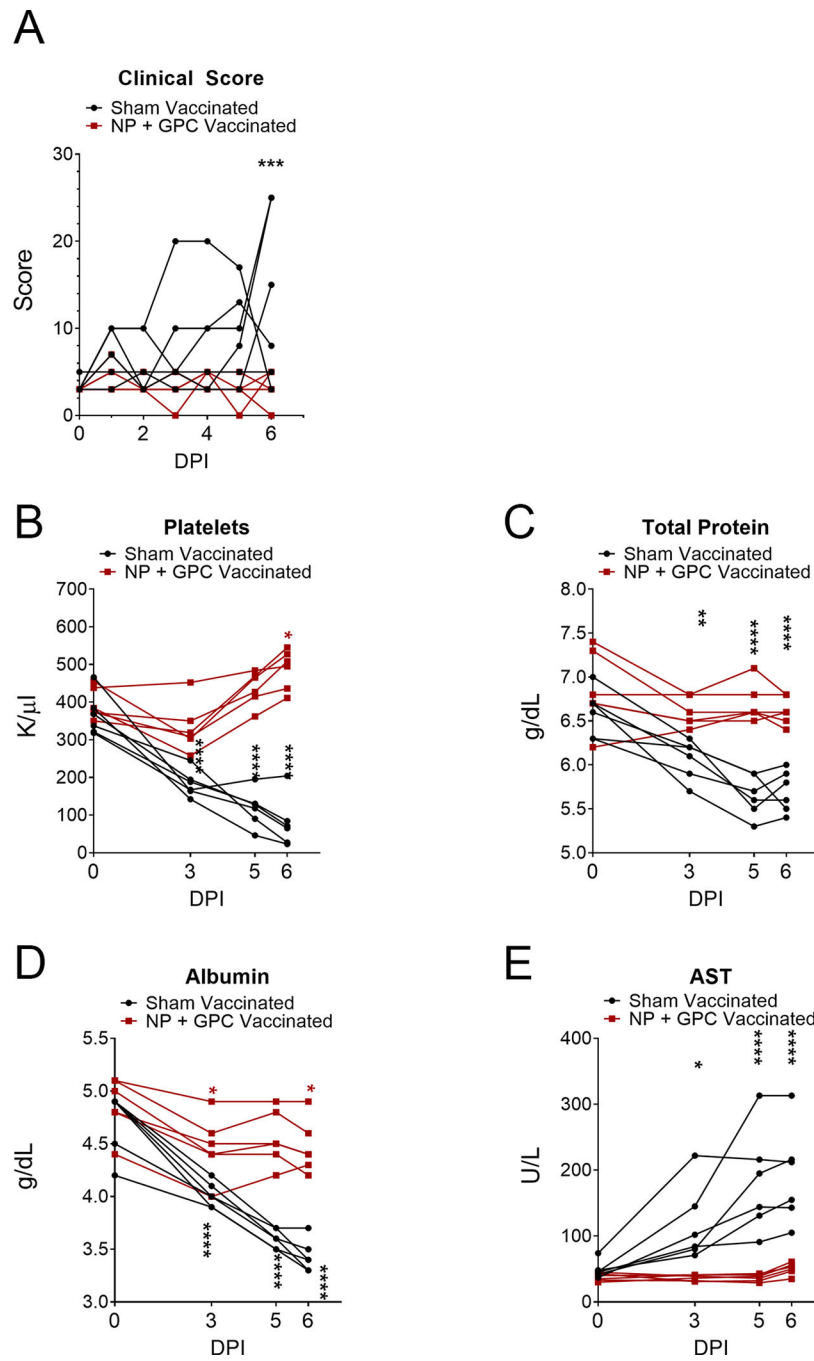 A
Clinical Score
Sham Vaccinated
NP + GPC Vaccinated
30
20
10
0
Score
***
0 2 4 6
DPI
B
Platelets
Sham Vaccinated
NP + GPC Vaccinated
700
600
500
400
300
200
100
0
K/µl
*
****
****
****
0 3 5 6
DPI
C
Total Protein
Sham Vaccinated
NP + GPC Vaccinated
8.0
7.5
7.0
6.5
6.0
5.5
5.0
g/dL
**
****
****
0 3 5 6
DPI
D
Albumin
Sham Vaccinated
NP + GPC Vaccinated
5.5
5.0
4.5
4.0
3.5
3.0
g/dL
*
*
****
****
****
0 3 5 6
DPI
E
AST
Sham Vaccinated
NP + GPC Vaccinated
400
300
200
100
0
U/L
*
****
****
0 3 5 6
DPI